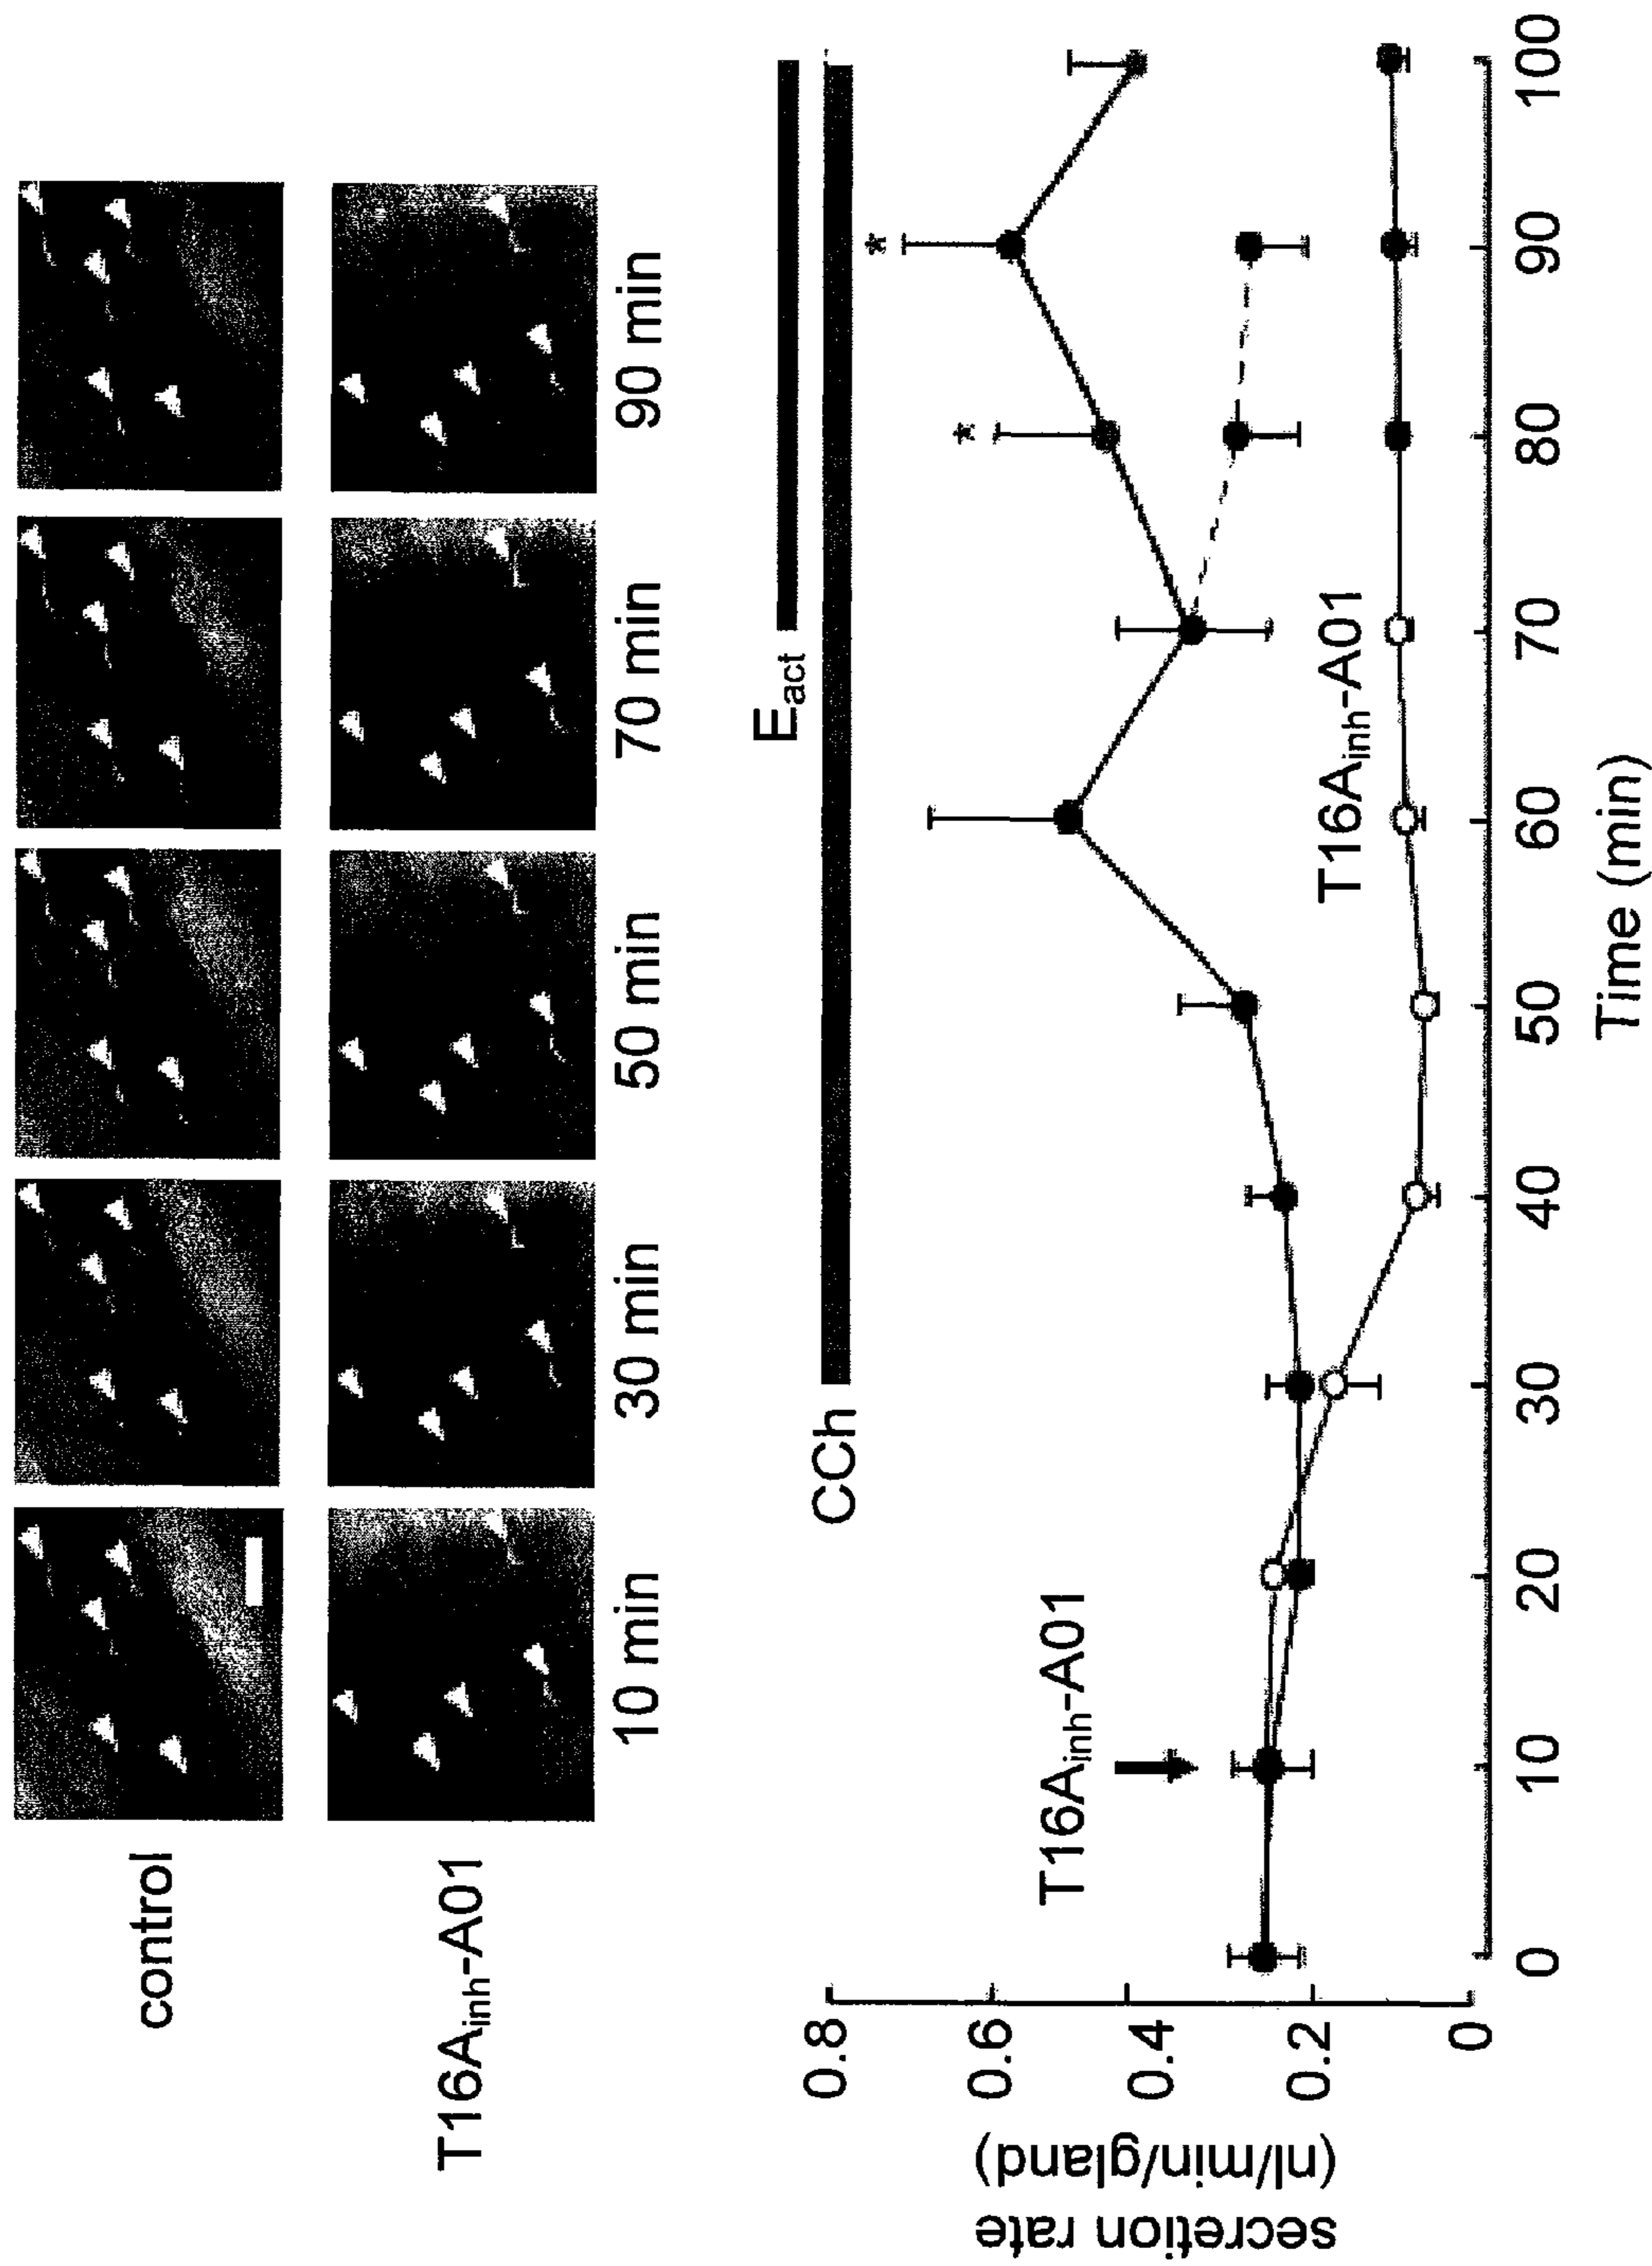 control
T16Ainh-A01
10 min 30 min 50 min 70 min 90 min
Eact
CCh
T16Ainh-A01
*
*
T16Ainh-A01
secretion rate
(nl/min/gland)
0.8
0.6
0.4
0.2
0
0 10 20 30 40 50 60 70 80 90 100
Time (min)